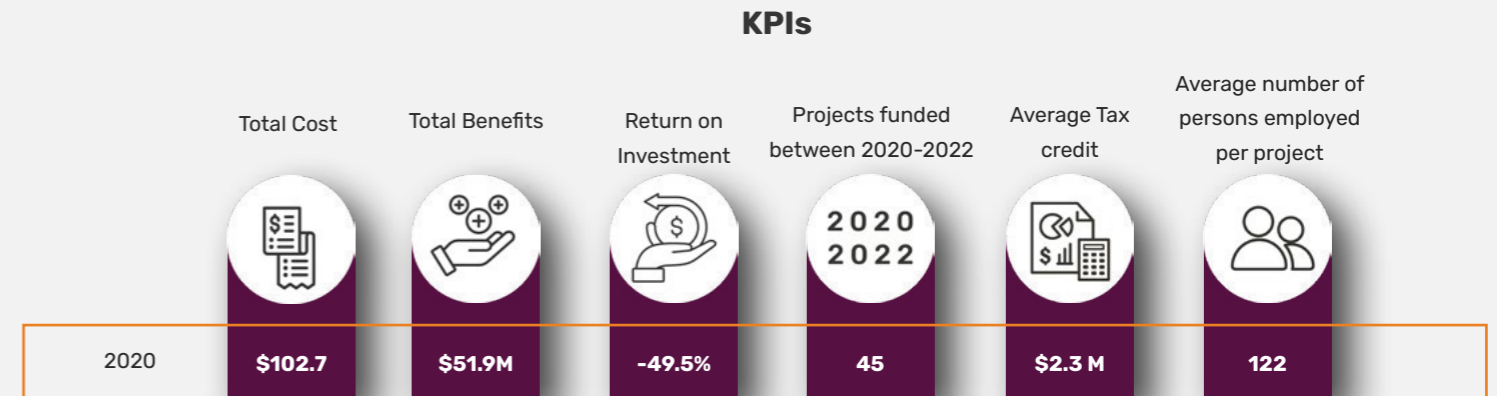 KPIs
Total Cost
Total Benefits
Return on
Investment
Projects funded
between 2020-2022
Average Tax
credit
Average number of
persons employed
per project
$
2020
2022
$
$
2020
$102.7
$51.9M
-49.5%
45
$2.3 M
122